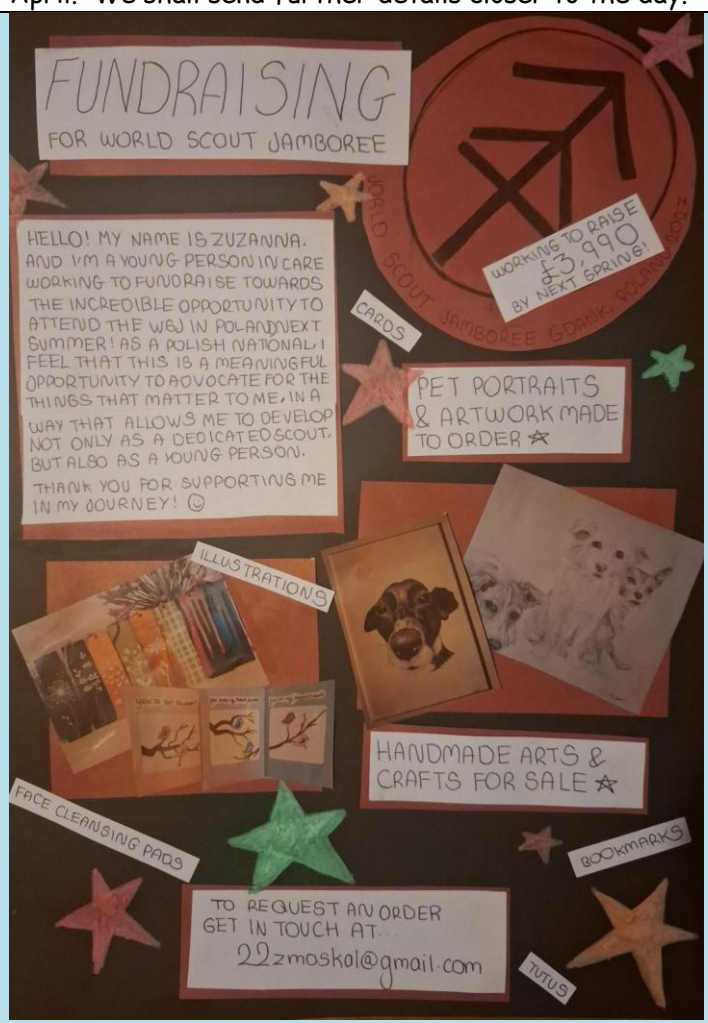 April. We shall send further details closer to the day.
FUNDRAISING
FOR WORLD SCOUT JAMBOREE
WORKING TO RAISE
£3,990
BY NEXT SPRING!
WORLD SCOUT JAMBOREE GDANK, POLAND 2027
HELLO! MY NAME IS ZUZANNA.
AND I'M A YOUNG PERSON IN CARE
WORKING TO FUNDRAISE TOWARDS
THE INCREDIBLE OPPORTUNITY TO
ATTEND THE WSJ IN POLAND NEXT
SUMMER! AS A POLISH NATIONAL, I
FEEL THAT THIS IS A MEANINGFUL
OPPORTUNITY TO ADVOCATE FOR THE
THINGS THAT MATTER TO ME, IN A
WAY THAT ALLOWS ME TO DEVELOP
NOT ONLY AS A DEDICATED SCOUT,
BUT ALSO AS A YOUNG PERSON.
THANK YOU FOR SUPPORTING ME
IN MY JOURNEY! ☺
CARDS
PET PORTRAITS
& ARTWORK MADE
TO ORDER ☆
ILLUSTRATIONS
HANDMADE ARTS &
CRAFTS FOR SALE ☆
FACE CLEANSING PADS
BOOKMARKS
TO REQUEST AN ORDER
GET IN TOUCH AT...
22zmoskal@gmail.com
TUTUS